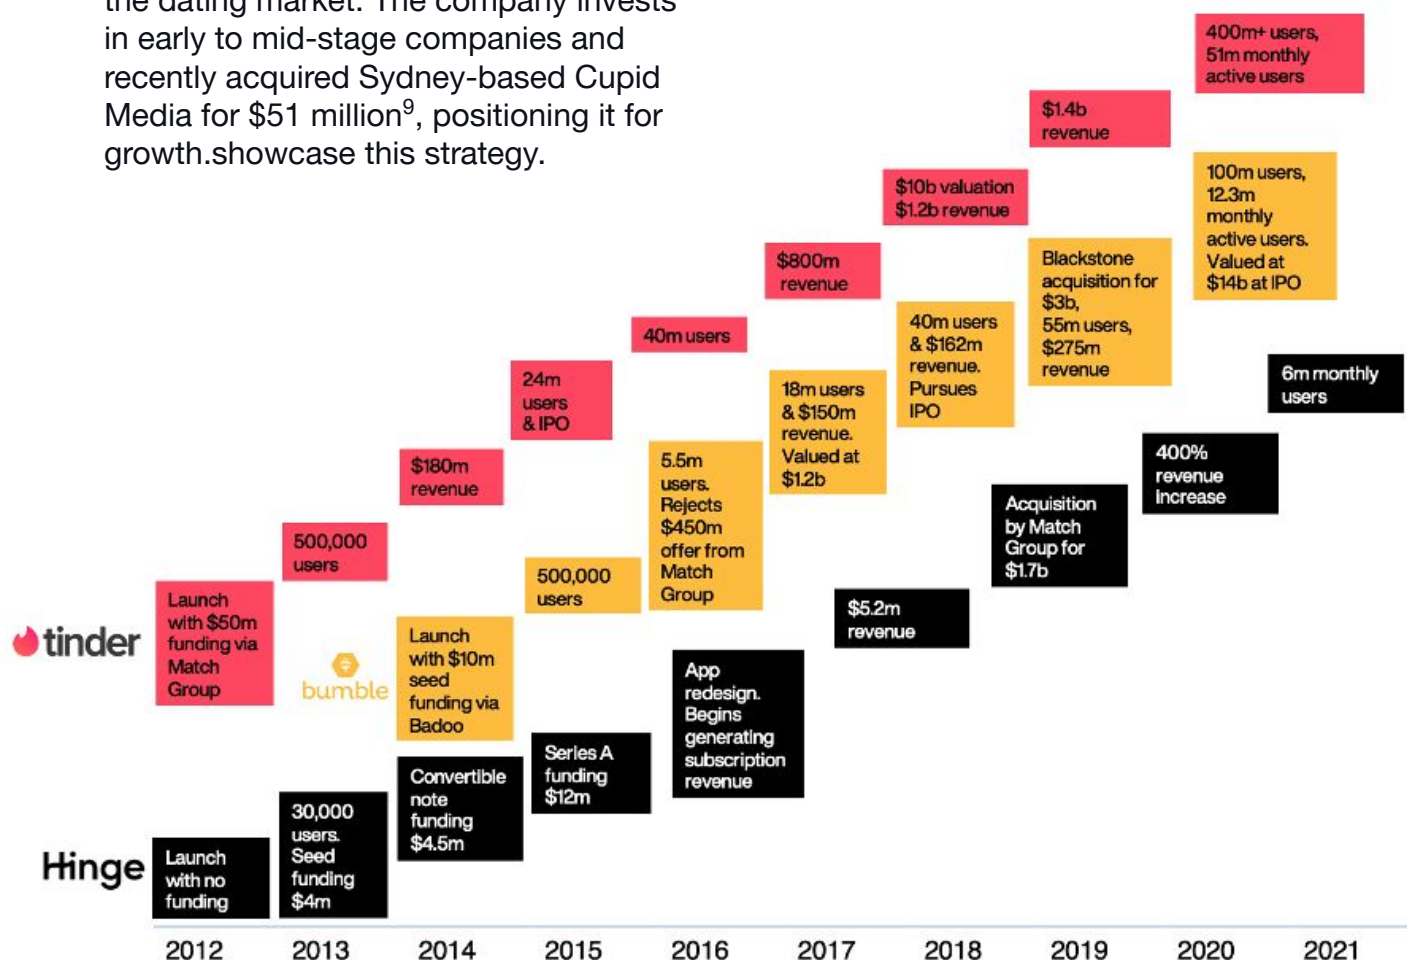 the dating market. The company invests
in early to mid-stage companies and
recently acquired Sydney-based Cupid
Media for $51 million⁹, positioning it for
growth.showcase this strategy.
tinder
Launch
with $50m
funding via
Match
Group
500,000
users
$180m
revenue
24m
users
& IPO
40m users
$800m
revenue
$10b valuation
$1.2b revenue
$1.4b
revenue
400m+ users,
51m monthly
active users
bumble
Launch
with $10m
seed
funding via
Badoo
500,000
users
5.5m
users.
Rejects
$450m
offer from
Match
Group
18m users
& $150m
revenue.
Valued at
$1.2b
40m users
& $162m
revenue.
Pursues
IPO
Blackstone
acquisition for
$3b,
55m users,
$275m
revenue
100m users,
12.3m
monthly
active users.
Valued at
$14b at IPO
Hinge
Launch
with no
funding
30,000
users.
Seed
funding
$4m
Convertible
note
funding
$4.5m
Series A
funding
$12m
App
redesign.
Begins
generating
subscription
revenue
$5.2m
revenue
Acquisition
by Match
Group for
$1.7b
400%
revenue
increase
6m monthly
users
2012 2013 2014 2015 2016 2017 2018 2019 2020 2021